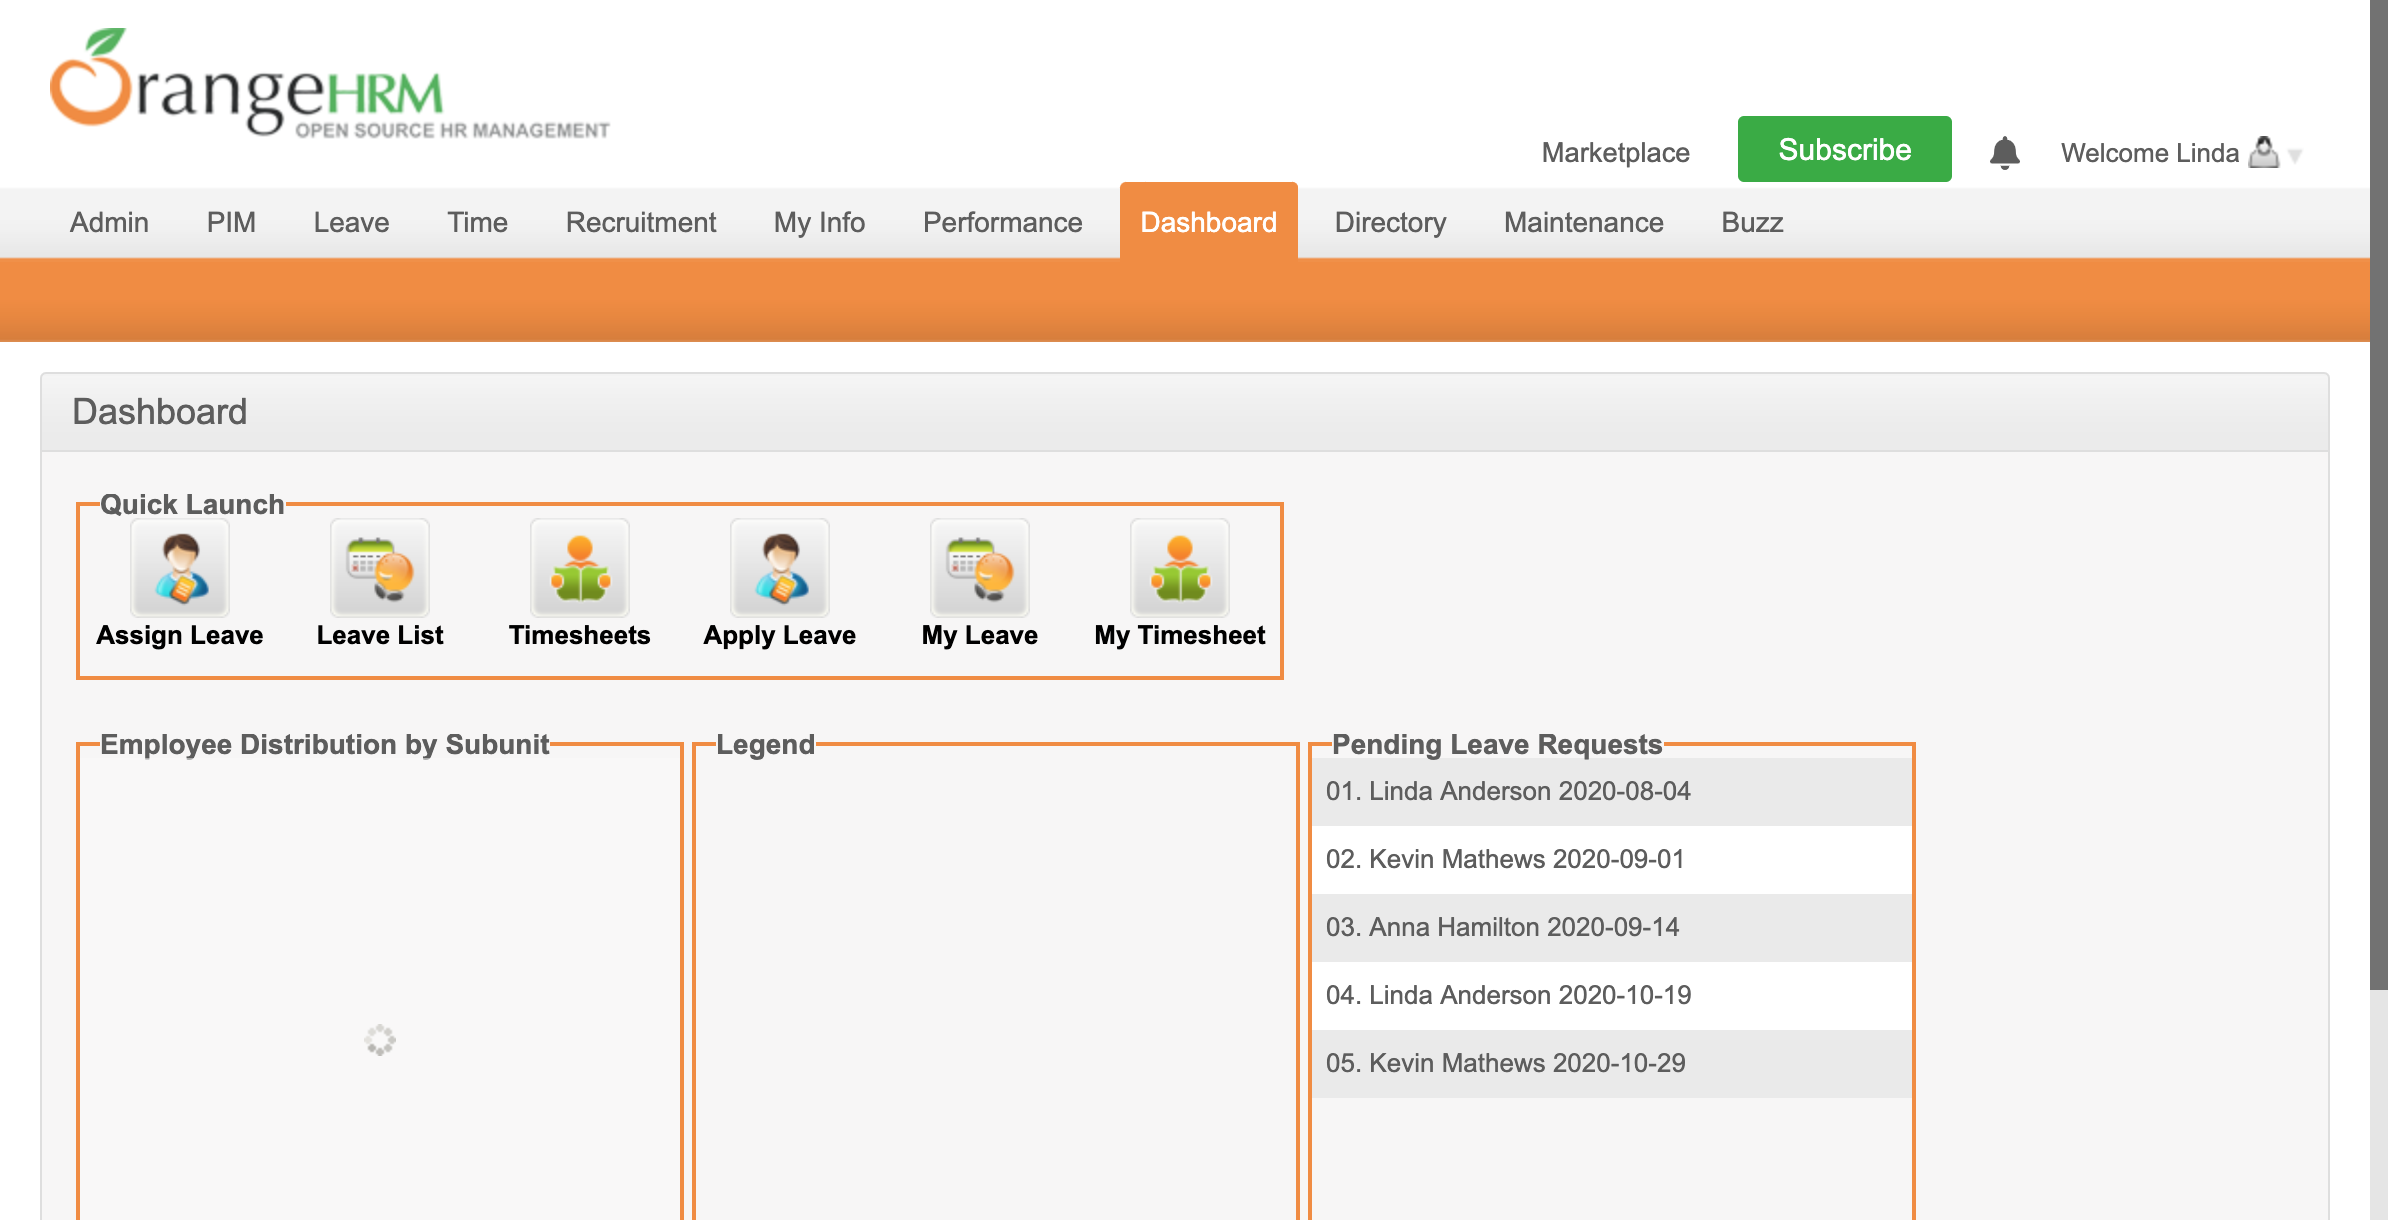 OrangeHRM
OPEN SOURCE HR MANAGEMENT
Marketplace
Subscribe
Welcome Linda
Admin PIM Leave Time Recruitment My Info Performance Dashboard Directory Maintenance Buzz
Dashboard
Quick Launch
Assign Leave Leave List Timesheets Apply Leave My Leave My Timesheet
Employee Distribution by Subunit
Legend
Pending Leave Requests
01. Linda Anderson 2020-08-04
02. Kevin Mathews 2020-09-01
03. Anna Hamilton 2020-09-14
04. Linda Anderson 2020-10-19
05. Kevin Mathews 2020-10-29